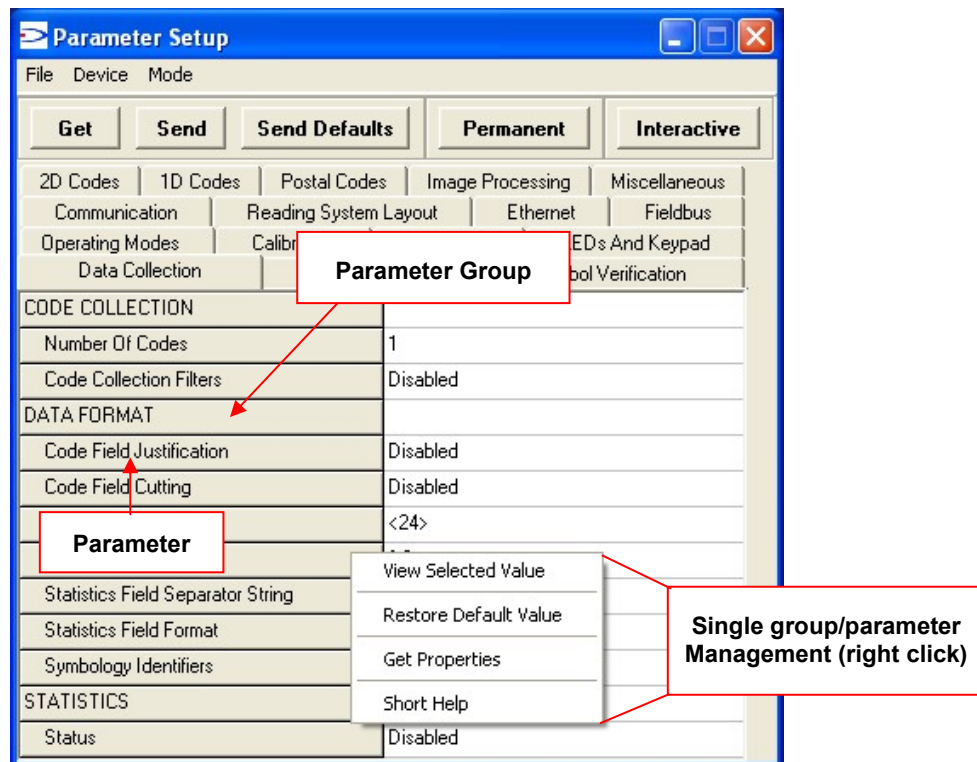 Parameter Setup
File Device Mode
Get Send Send Defaults Permanent Interactive
2D Codes 1D Codes Postal Codes Image Processing Miscellaneous
Communication Reading System Layout Ethernet Fieldbus
Operating Modes Calibr EDs And Keypad
Data Collection bol Verification
Parameter Group
CODE COLLECTION
Number Of Codes 1
Code Collection Filters Disabled
DATA FORMAT
Code Field Justification Disabled
Code Field Cutting Disabled
<24>
Parameter
View Selected Value
Statistics Field Separator String
Restore Default Value
Statistics Field Format
Single group/parameter
Management (right click)
Symbology Identifiers
Get Properties
STATISTICS
Short Help
Status Disabled